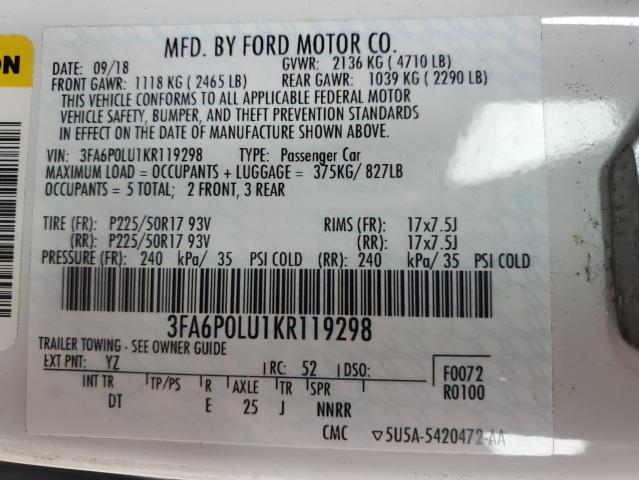 ON
MFD. BY FORD MOTOR CO.
DATE: 09/18 GVWR: 2136 KG ( 4710 LB)
FRONT GAWR: 1118 KG ( 2465 LB) REAR GAWR: 1039 KG ( 2290 LB)
THIS VEHICLE CONFORMS TO ALL APPLICABLE FEDERAL MOTOR
VEHICLE SAFETY, BUMPER, AND THEFT PREVENTION STANDARDS
IN EFFECT ON THE DATE OF MANUFACTURE SHOWN ABOVE.
VIN: 3FA6P0LU1KR119298 TYPE: Passenger Car
MAXIMUM LOAD = OCCUPANTS + LUGGAGE = 375KG/ 827LB
OCCUPANTS = 5 TOTAL; 2 FRONT, 3 REAR
TIRE (FR): P225/50R17 93V RIMS (FR): 17x7.5J
(RR): P225/50R17 93V (RR): 17x7.5J
PRESSURE (FR): 240 kPa/ 35 PSI COLD (RR): 240 kPa/ 35 PSI COLD
3FA6P0LU1KR119298
TRAILER TOWING - SEE OWNER GUIDE
EXT PNT: YZ RC: 52 DSO: F0072
INT TR TP/PS R AXLE TR SPR R0100
DT E 25 J NNRR
CMC ▽5U5A-5420472-AA